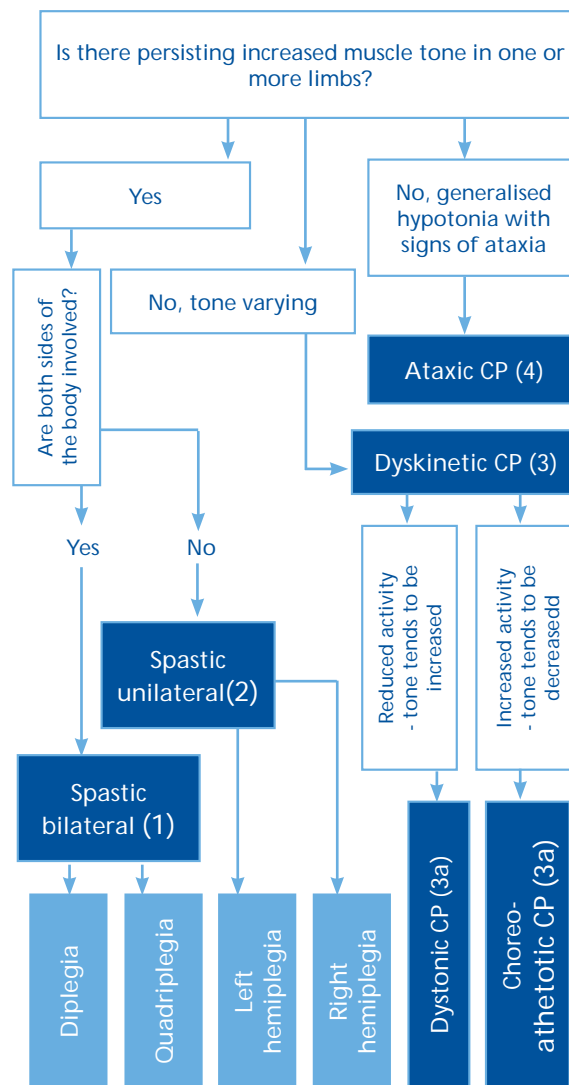 Is there persisting increased muscle tone in one or
more limbs?
Yes
No, generalised
hypotonia with
signs of ataxia
Are both sides of
the body involved?
No, tone varying
Ataxic CP (4)
Dyskinetic CP (3)
Yes
No
Reduced activity
- tone tends to be
increased
Increased activity
- tone tends to be
decreasedd
Spastic
unilateral(2)
Spastic
bilateral (1)
Diplegia
Quadriplegia
Left
hemiplegia
Right
hemiplegia
Dystonic CP (3a)
Choreo-
athetotic CP (3a)